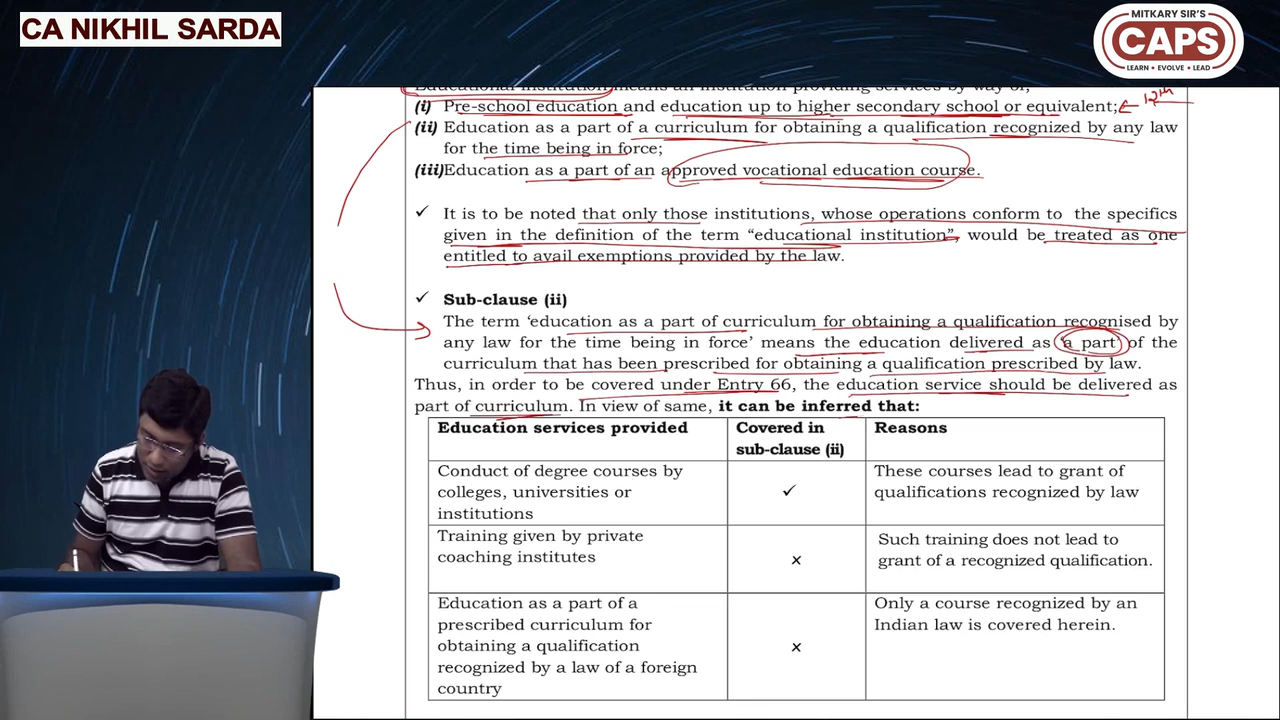 CA NIKHIL SARDA
MITKARY SIR'S
CAPS
LEARN • EVOLVE • LEAD
Educational institution means an institution providing services by way of,
(i) Pre-school education and education up to higher secondary school or equivalent; ← 12th
(ii) Education as a part of a curriculum for obtaining a qualification recognized by any law
for the time being in force;
(iii)Education as a part of an approved vocational education course.
✓ It is to be noted that only those institutions, whose operations conform to the specifics
given in the definition of the term “educational institution”, would be treated as one
entitled to avail exemptions provided by the law.
✓ Sub-clause (ii)
The term ‘education as a part of curriculum for obtaining a qualification recognised by
any law for the time being in force’ means the education delivered as ‘a part’ of the
curriculum that has been prescribed for obtaining a qualification prescribed by law.
Thus, in order to be covered under Entry 66, the education service should be delivered as
part of curriculum. In view of same, it can be inferred that:
Education services provided
Covered in
sub-clause (ii)
Reasons
Conduct of degree courses by
colleges, universities or
institutions
✓
These courses lead to grant of
qualifications recognized by law
Training given by private
coaching institutes
×
Such training does not lead to
grant of a recognized qualification.
Education as a part of a
prescribed curriculum for
obtaining a qualification
recognized by a law of a foreign
country
×
Only a course recognized by an
Indian law is covered herein.